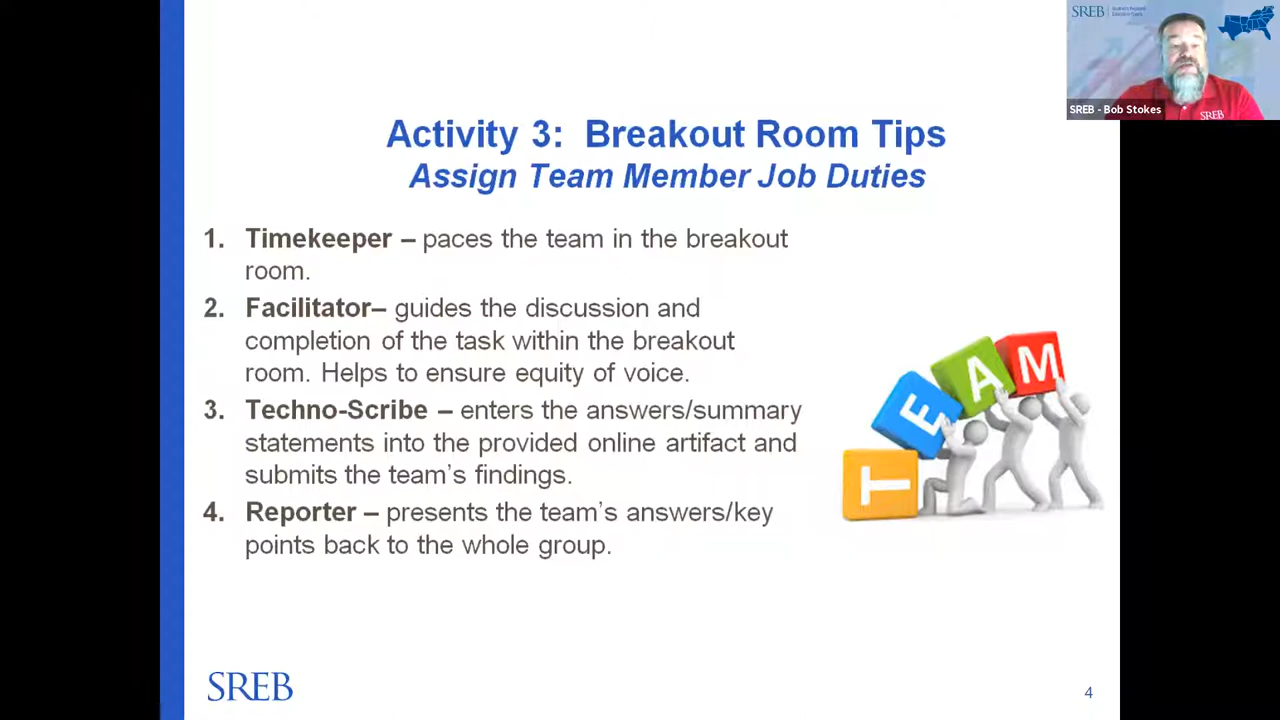 SREB
SREB - Bob Stokes
SREB
Activity 3: Breakout Room Tips
Assign Team Member Job Duties
1. Timekeeper – paces the team in the breakout
room.
2. Facilitator– guides the discussion and
completion of the task within the breakout
room. Helps to ensure equity of voice.
3. Techno-Scribe – enters the answers/summary
statements into the provided online artifact and
submits the team's findings.
4. Reporter – presents the team's answers/key
points back to the whole group.
TEAM
SREB
4